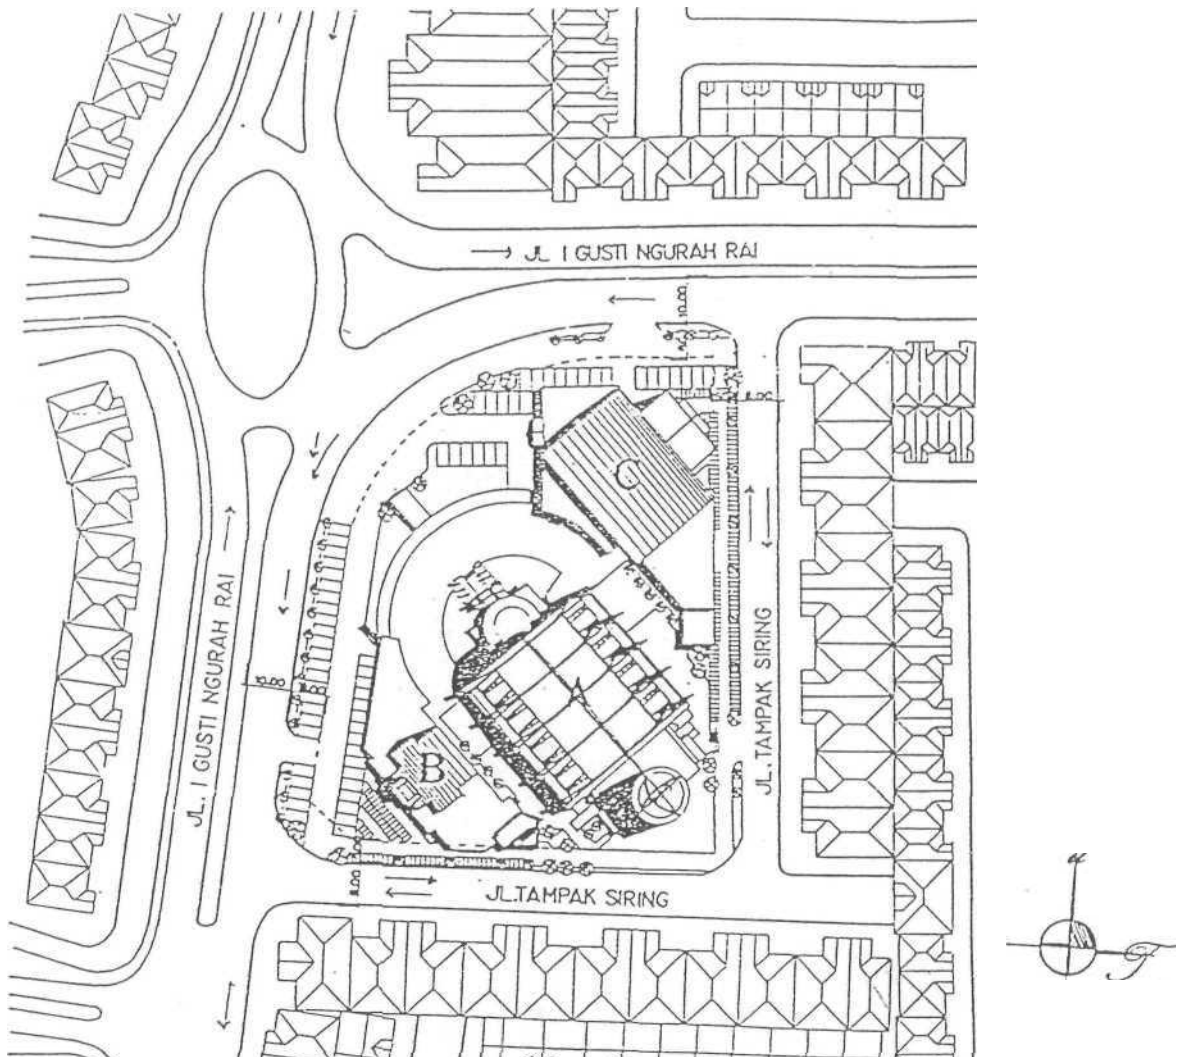 JL. I GUSTI NGURAH RAI
10.00
8.00
C
JL. I GUSTI NGURAH RAI
JL. TAMPAK SIRING
A
B
8.00
JL. TAMPAK SIRING
U
T